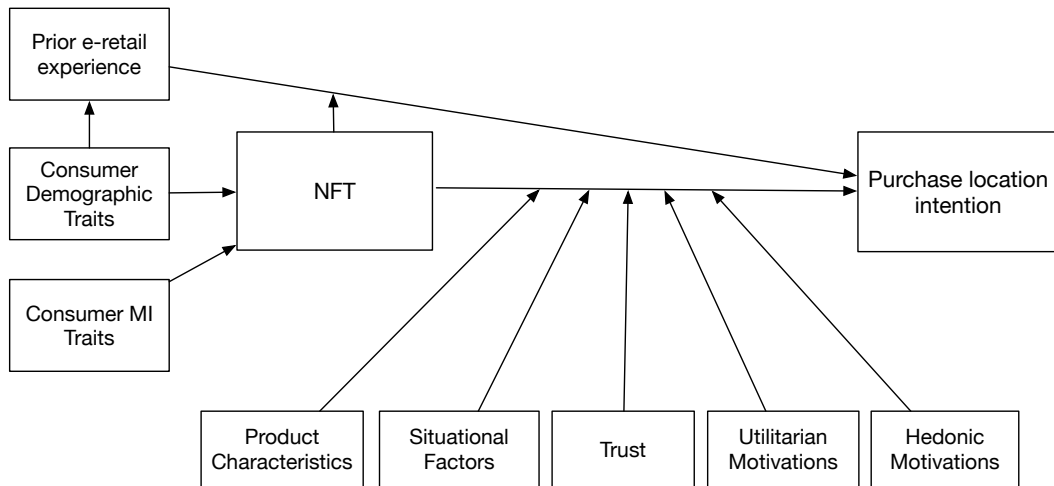 Prior e-retail
experience
Consumer
Demographic
Traits
NFT
Purchase location
intention
Consumer MI
Traits
Product
Characteristics
Situational
Factors
Trust
Utilitarian
Motivations
Hedonic
Motivations